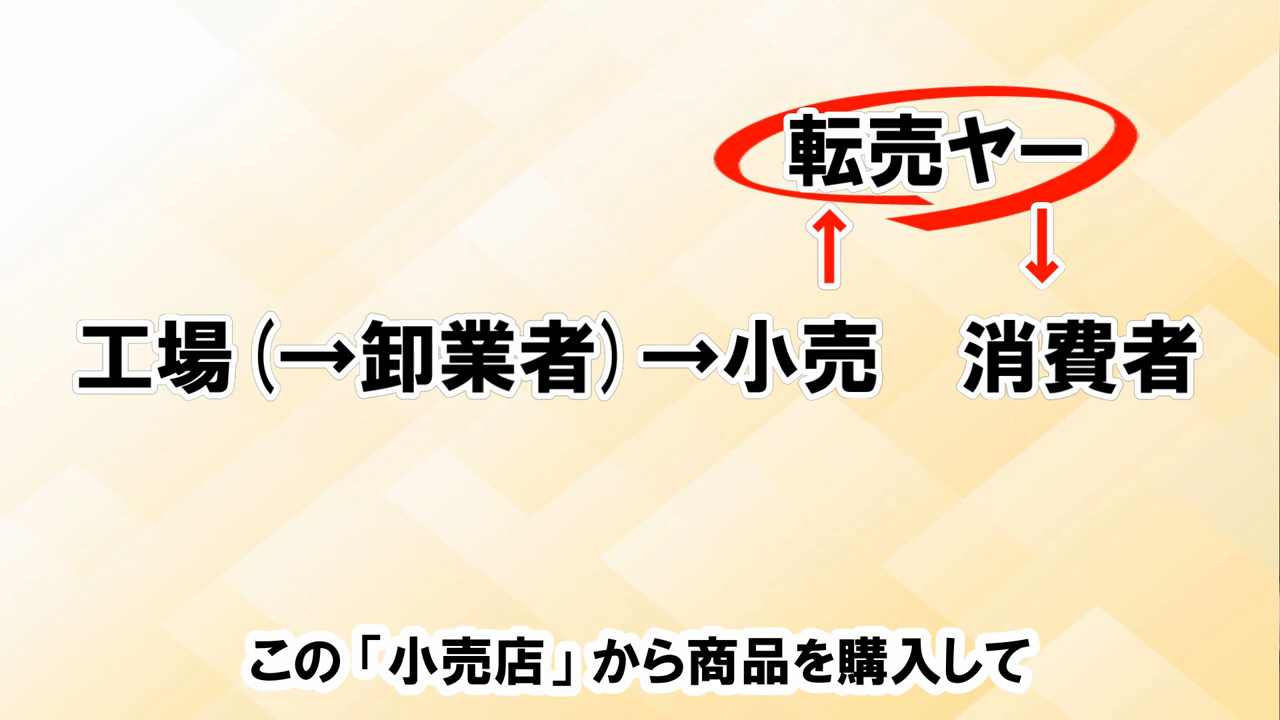 転売ヤー
↑ ↓
工場(→卸業者)→小売 消費者
この「小売店」から商品を購入して